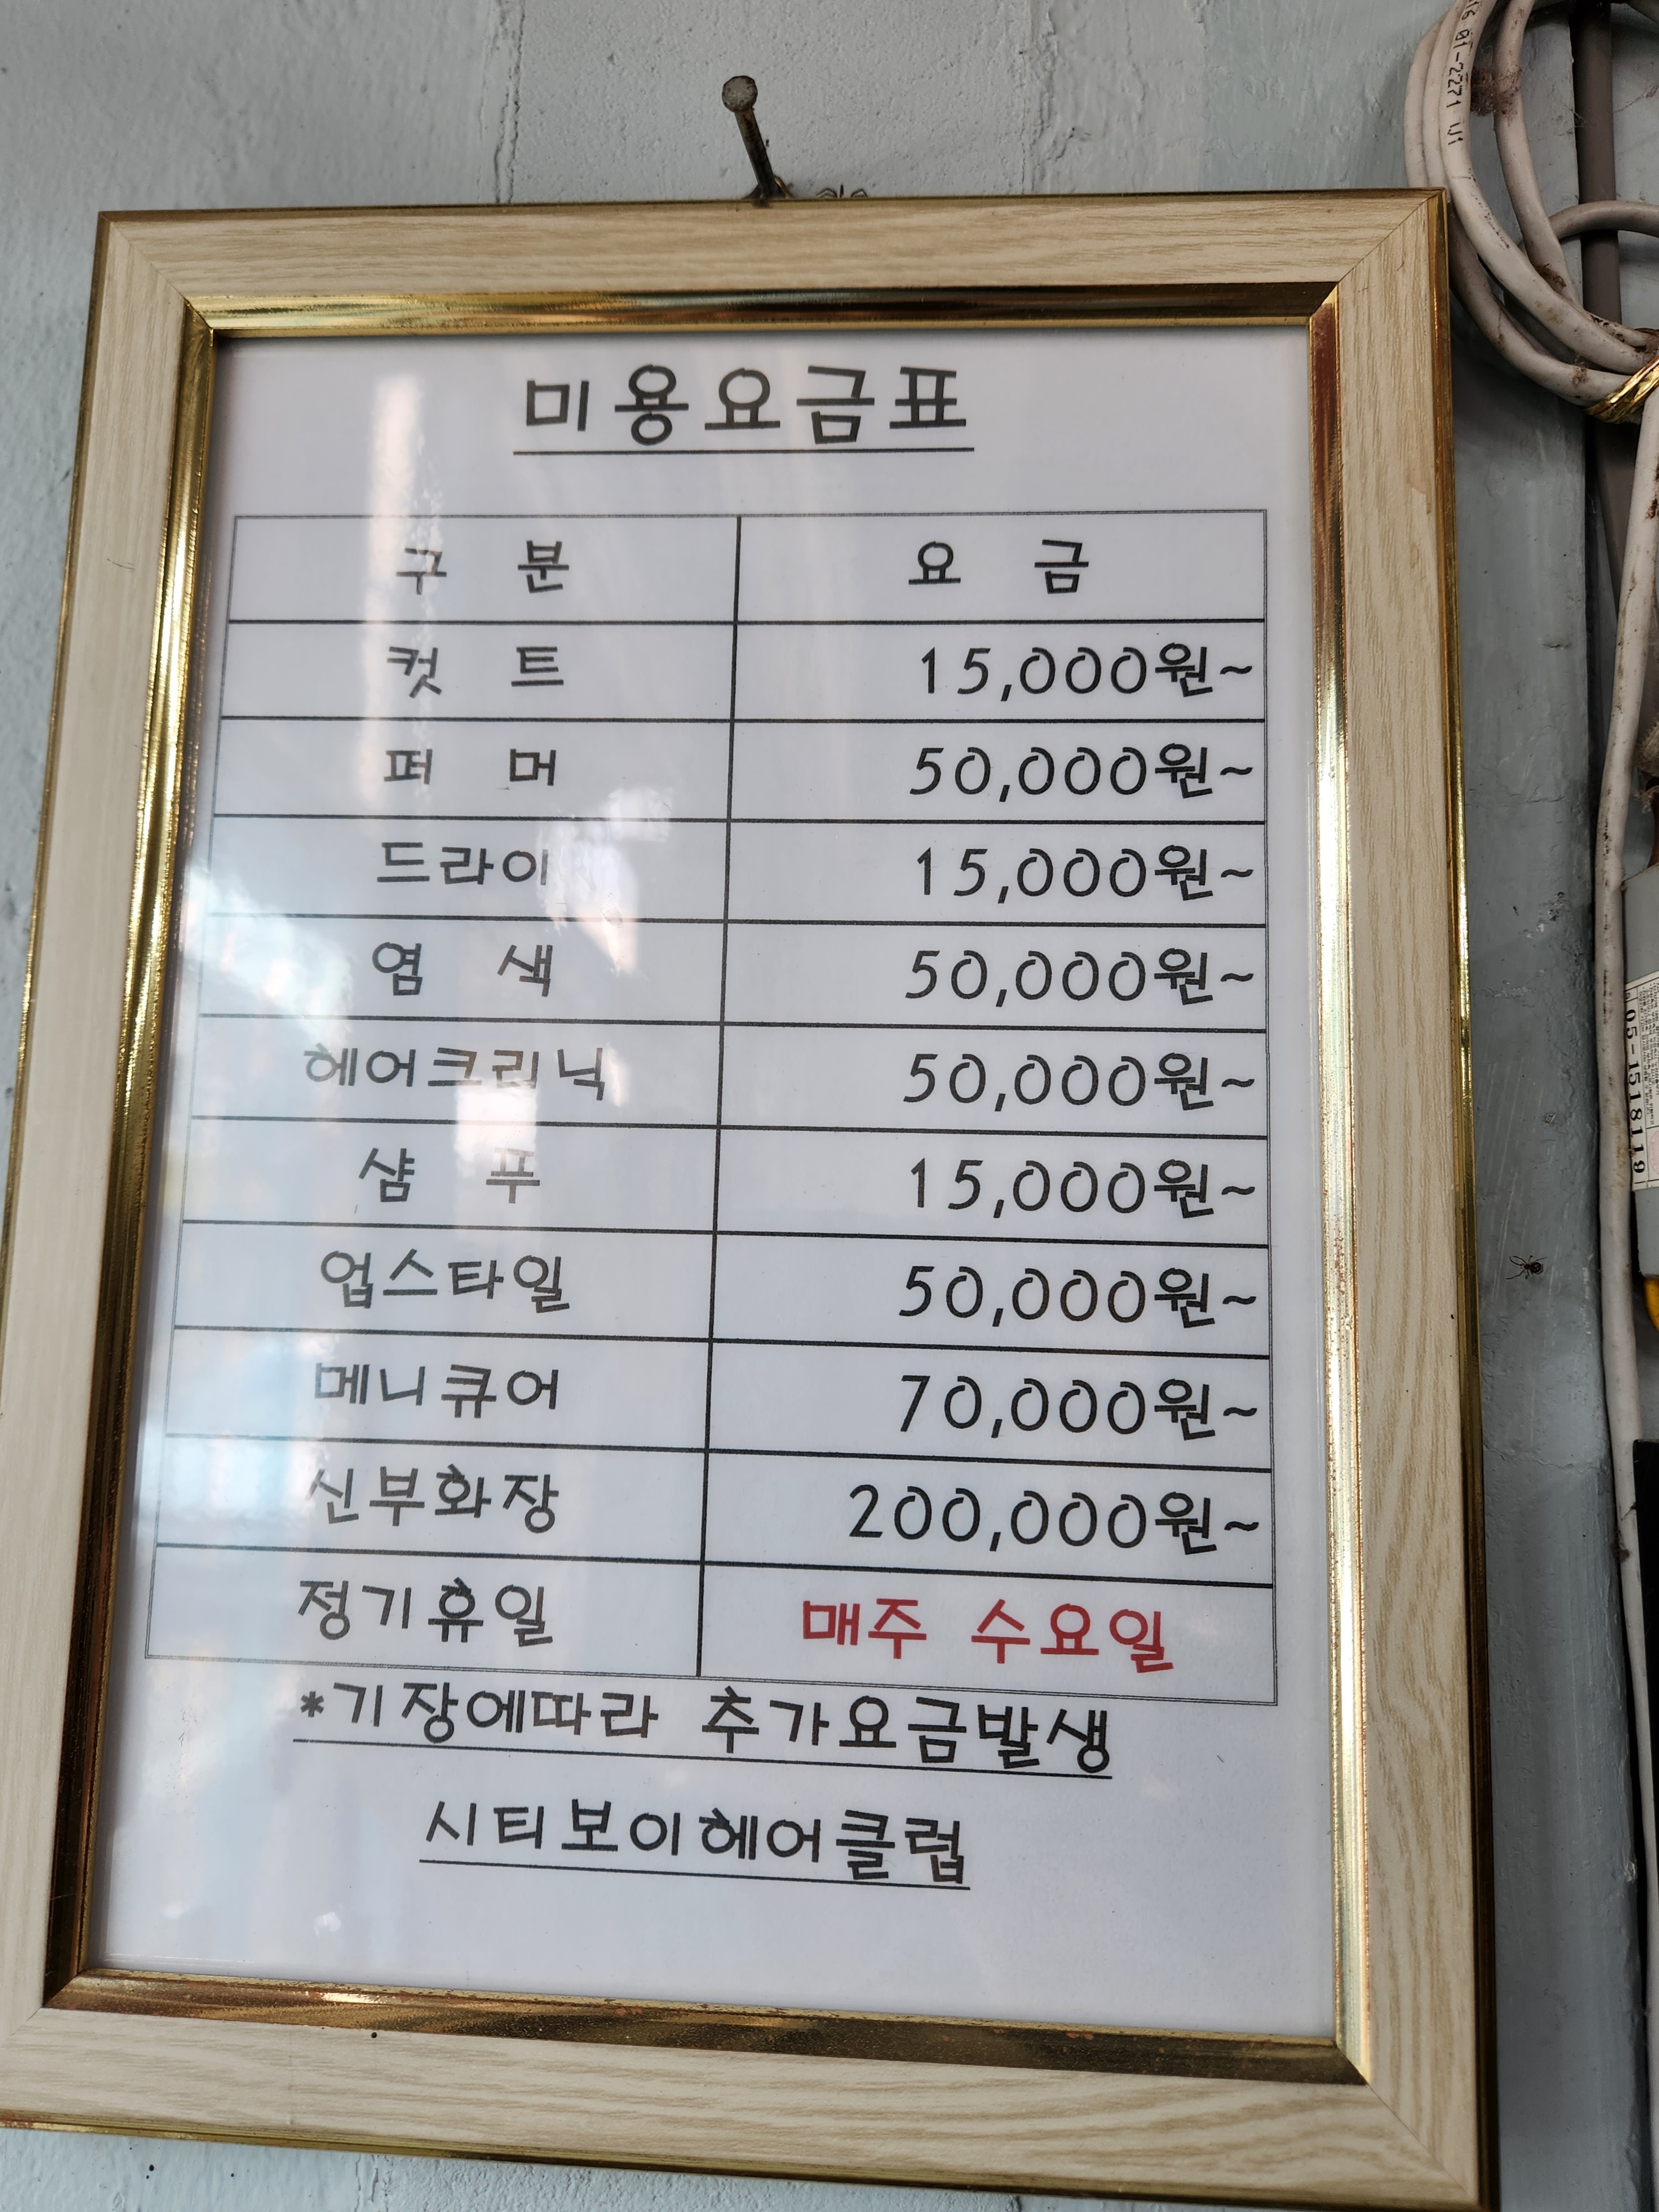 미용요금표
구 분 요 금
컷 트 15,000원~
퍼 머 50,000원~
드라이 15,000원~
염 색 50,000원~
헤어크리닉 50,000원~
샴 푸 15,000원~
업스타일 50,000원~
메니큐어 70,000원~
신부화장 200,000원~
정기휴일 매주 수요일
*기장에따라 추가요금발생
시티보이헤어클럽
05-1518119